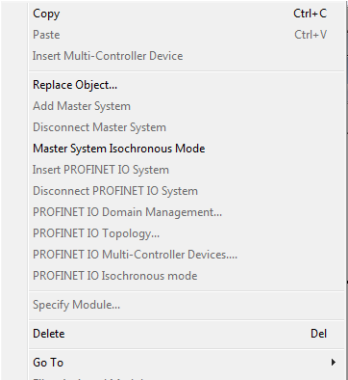 Copy Ctrl+C
Paste Ctrl+V
Insert Multi-Controller Device
Replace Object...
Add Master System
Disconnect Master System
Master System Isochronous Mode
Insert PROFINET IO System
Disconnect PROFINET IO System
PROFINET IO Domain Management...
PROFINET IO Topology...
PROFINET IO Multi-Controller Devices....
PROFINET IO Isochronous mode
Specify Module...
Delete Del
Go To